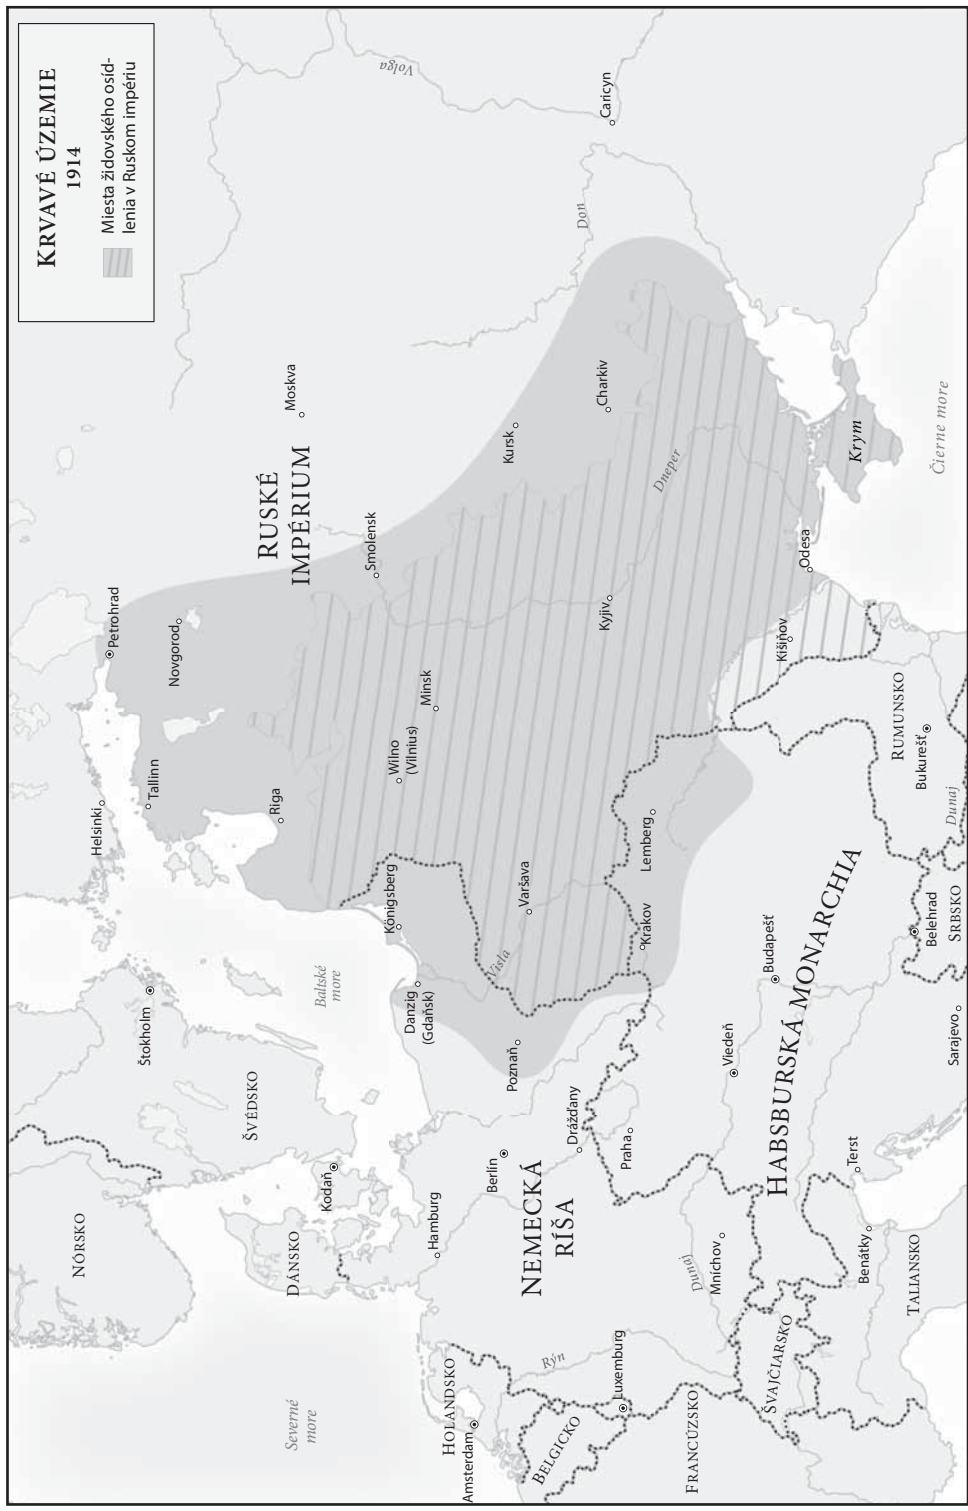 KRVAVÉ ÚZEMIE
1914
Miesta židovského osíd-
lenia v Ruskom impériu
NÓRSKO
ŠVÉDSKO
Štokholm
Helsinki
Petrohrad
Tallinn
Novgorod
Riga
Volga
Severné
more
DÁNSKO
Kodaň
Baltské
more
RUSKÉ
IMPÉRIUM
Moskva
Smolensk
Hamburg
Danzig
(Gdaňsk)
Königsberg
Wilno
(Vilnius)
Minsk
HOLANDSKO
Amsterdam
Berlín
NEMECKÁ
RÍŠA
Poznaň
Visla
Varšava
Kursk
Don
Caricyn
BELGICKO
Rýn
Luxemburg
Drážďany
Praha
Krakov
Lemberg
Kyjiv
Dneper
Charkiv
FRANCÚZSKO
Dunaj
Mníchov
Viedeň
Budapešť
HABSBURSKÁ MONARCHIA
Kišiňov
Odesa
Krym
ŠVAJČIARSKO
Terst
Benátky
TALIANSKO
RUMUNSKO
Bukurešť
Čierne more
Sarajevo
Belehrad
SRBSKO
Dunaj